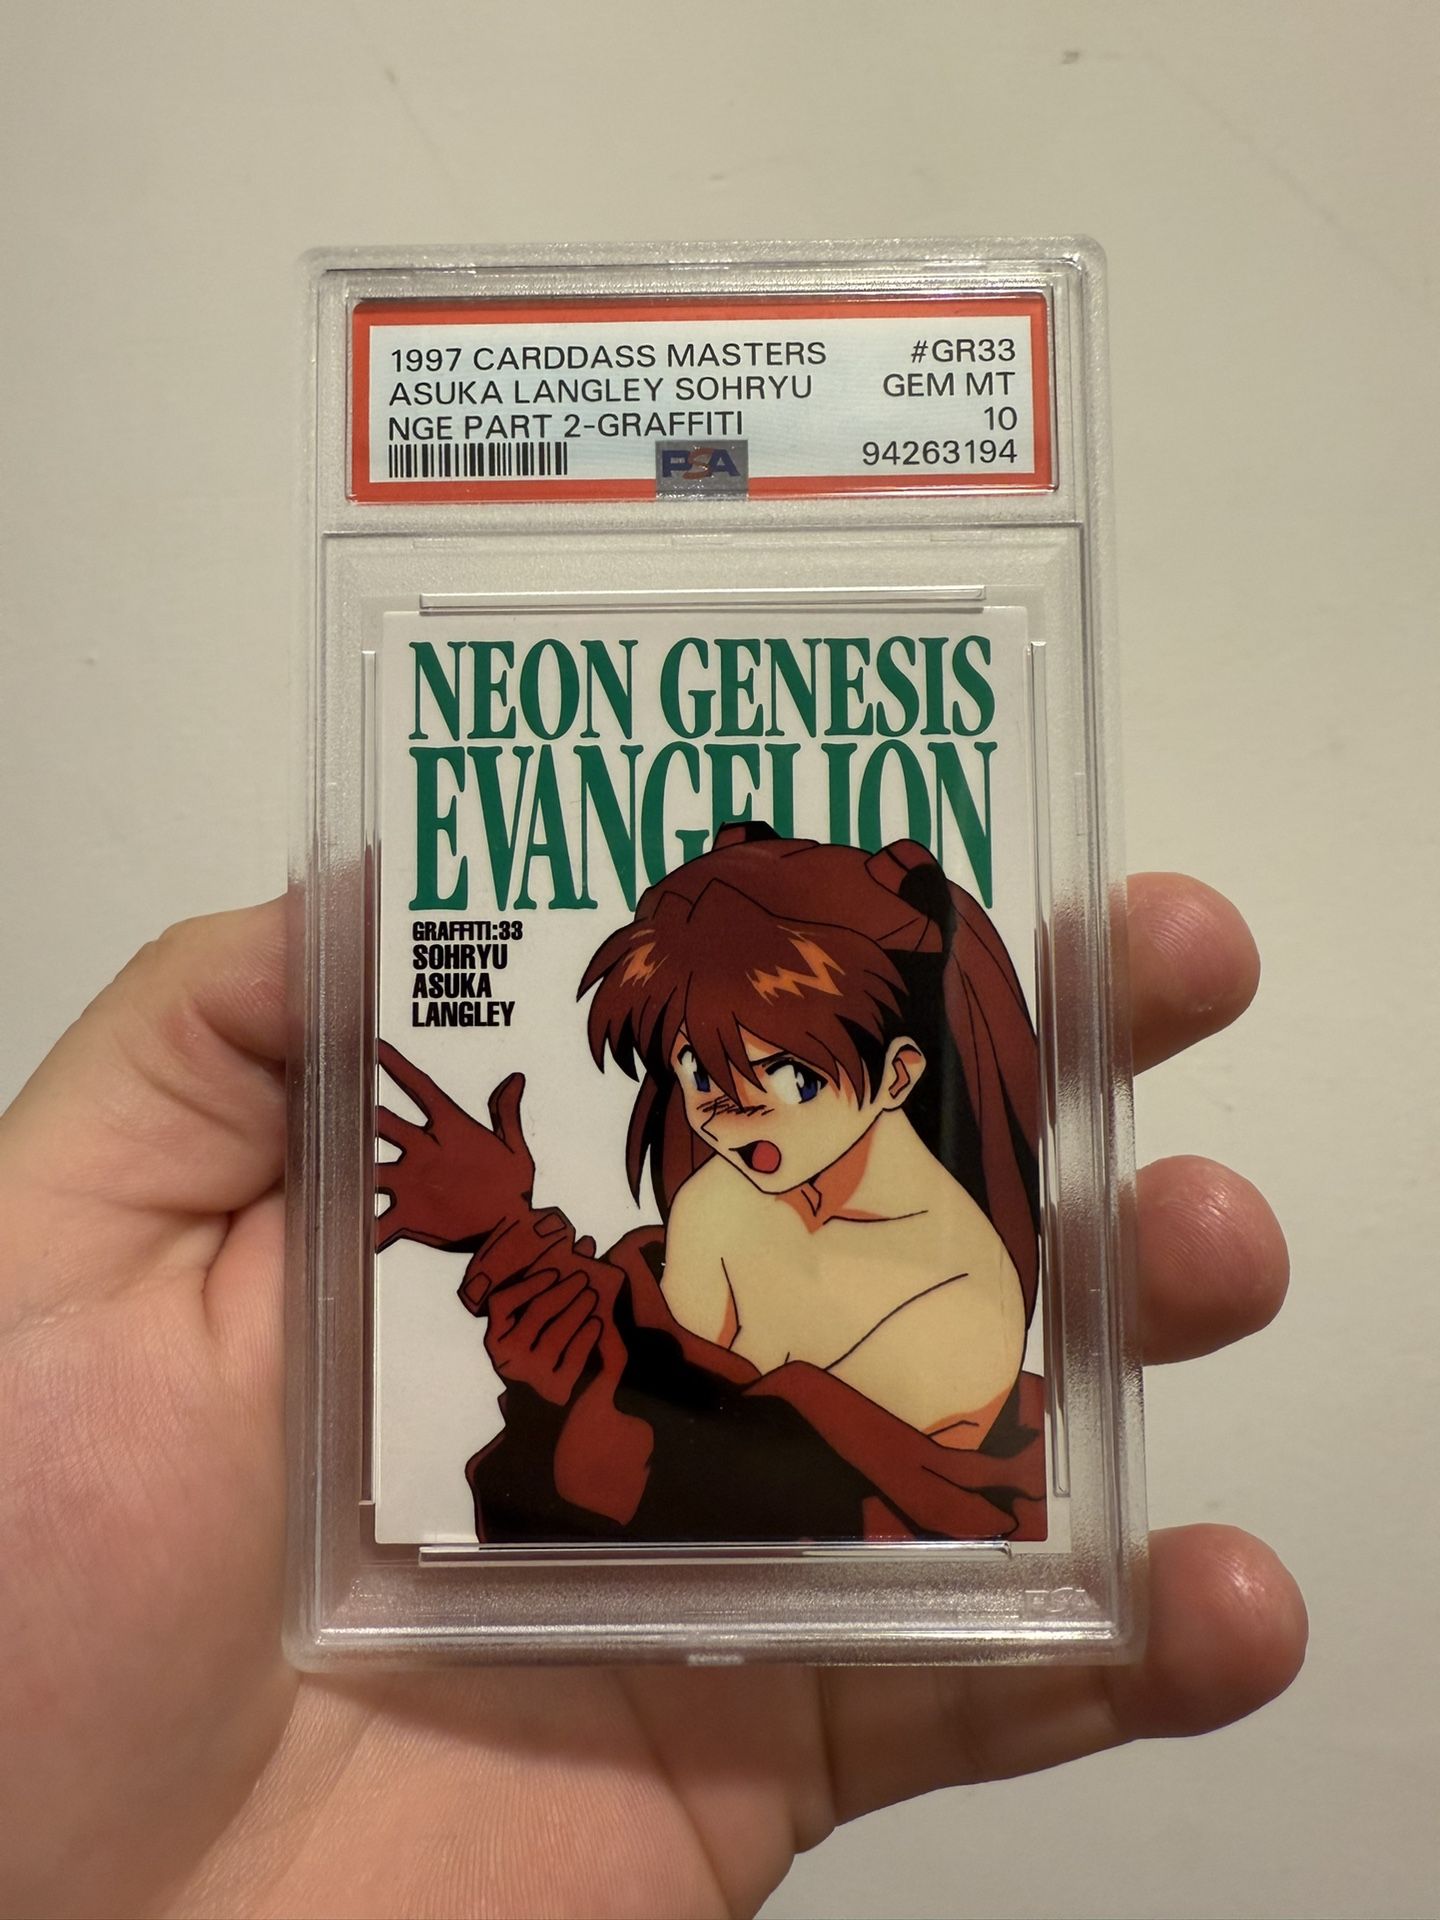 1997 CARDDASS MASTERS #GR33
ASUKA LANGLEY SOHRYU GEM MT
NGE PART 2-GRAFFITI 10
PSA 94263194
NEON GENESIS
EVANGELION
GRAFFITI:33
SOHRYU
ASUKA
LANGLEY
PSA